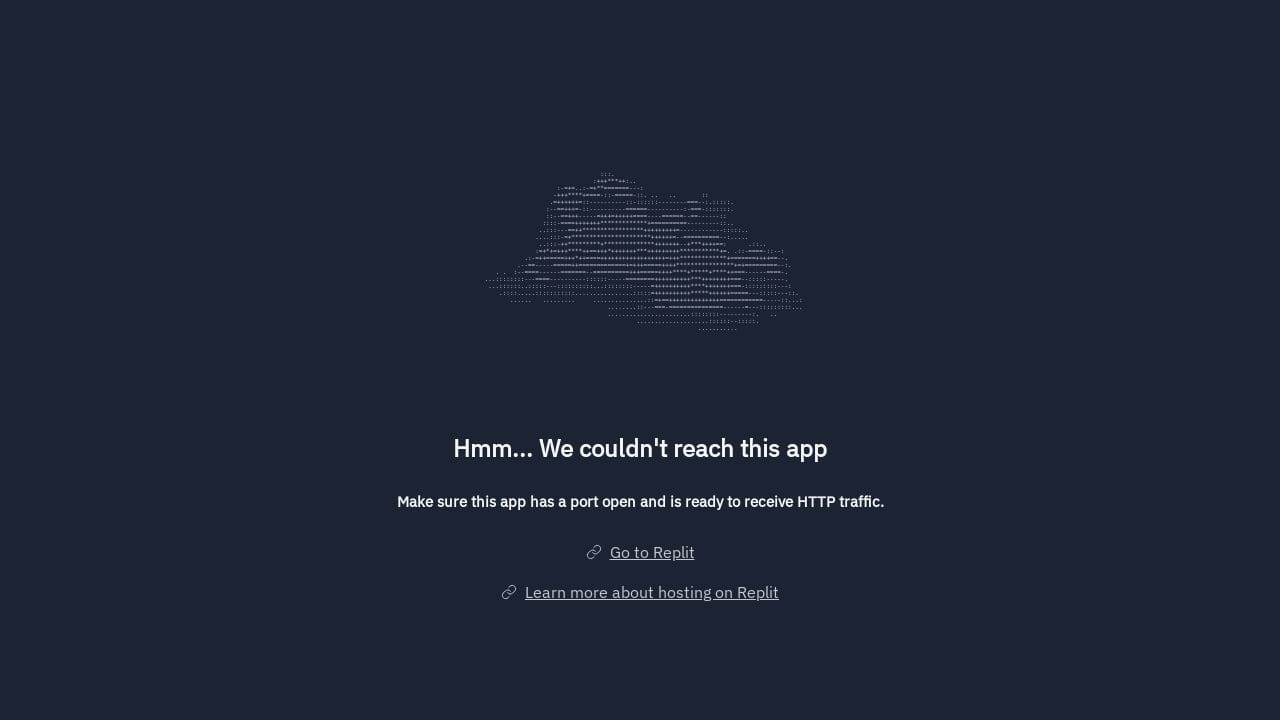 Hmm... We couldn't reach this app
Make sure this app has a port open and is ready to receive HTTP traffic.
Go to Replit
Learn more about hosting on Replit